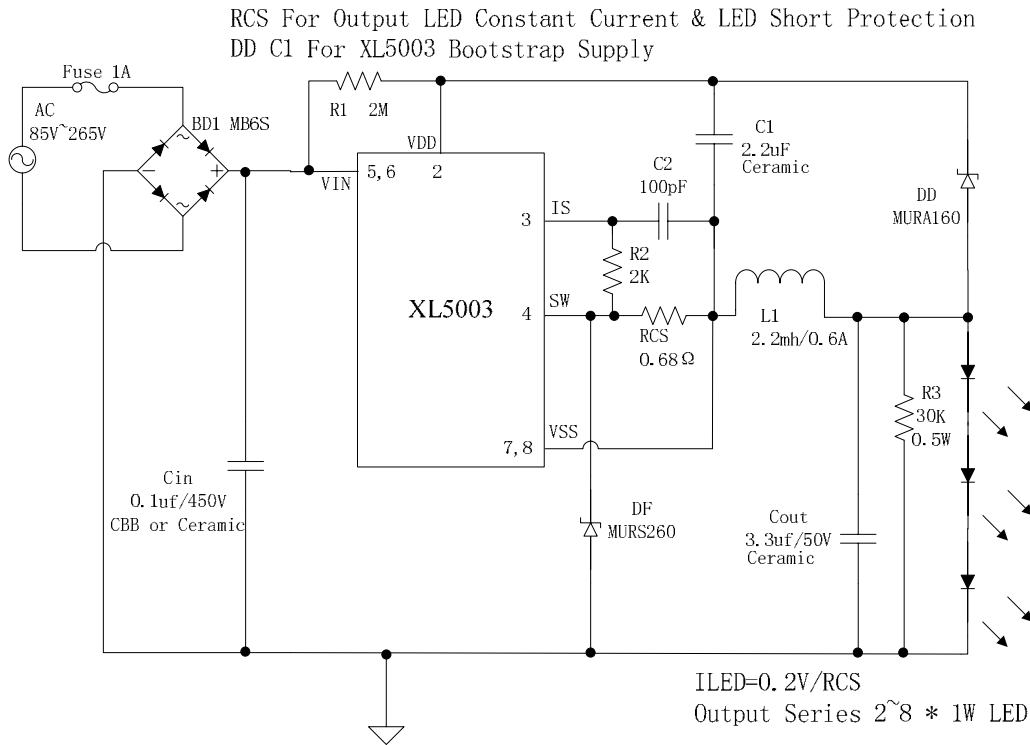 RCS For Output LED Constant Current & LED Short Protection
DD C1 For XL5003 Bootstrap Supply
Fuse 1A
AC
85V~265V
BD1 MB6S
~
~
-
+
R1 2M
VDD
VIN
5,6
2
C1
2.2uF
Ceramic
C2
100pF
DD
MURA160
3
IS
R2
2K
XL5003
4
SW
RCS
0.68Ω
L1
2.2mh/0.6A
R3
30K
0.5W
7,8
VSS
Cin
0.1uf/450V
CBB or Ceramic
DF
MURS260
Cout
3.3uf/50V
Ceramic
ILED=0.2V/RCS
Output Series 2~8 * 1W LED